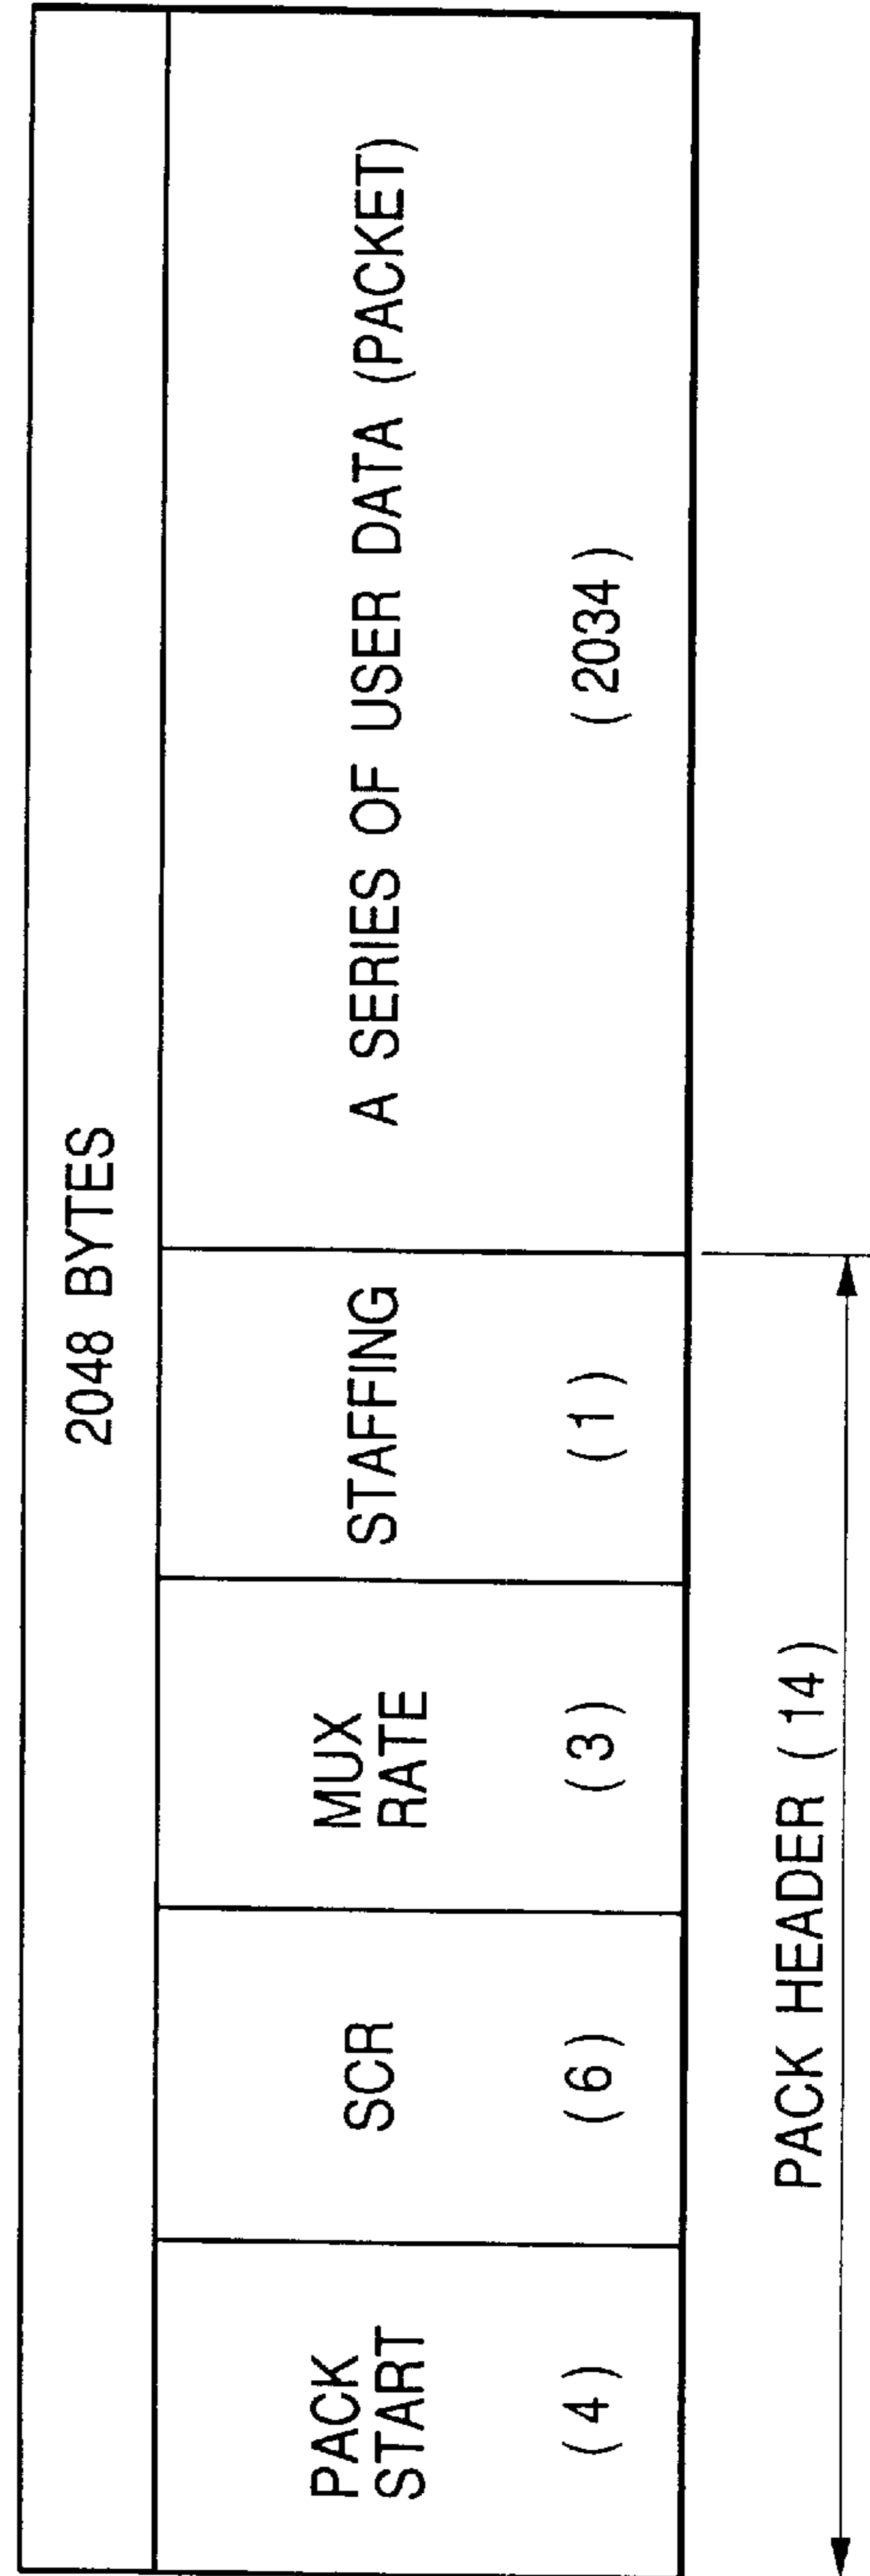 2048 BYTES
PACK
START
( 4 )
SCR
( 6 )
MUX
RATE
( 3 )
STAFFING
( 1 )
A SERIES OF USER DATA (PACKET)
( 2034 )
PACK HEADER ( 14 )